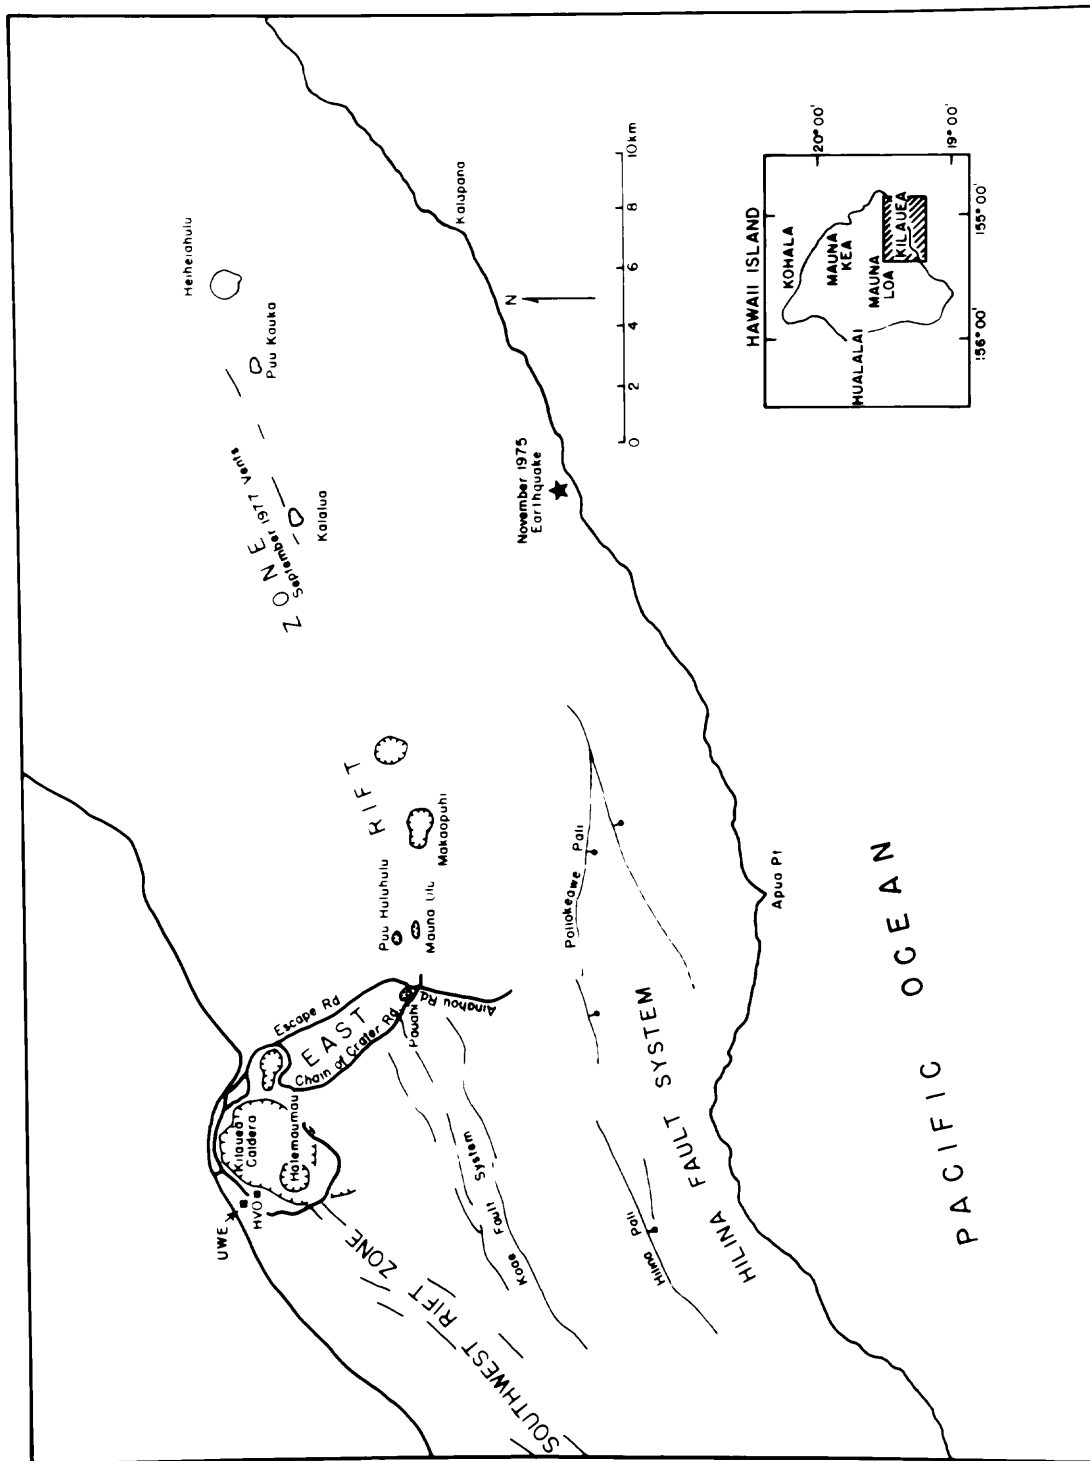 Heiheiahulu
Puu Kauka
Kalapana
ZONE
September 1977 Vents
Kalalua
November 1975
Earthquake
N
0 2 4 6 8 10 km
RIFT
Puu Huluhulu
Mauna Ulu
Makaopuhi
Escape Rd
EAST
Chain of Crater Rd
Pauahi
Ainahou Rd
Kilauea
Caldera
Halemaumau
UWE
HVO
SOUTHWEST RIFT ZONE
Koae Fault System
Poliokeawe Pali
Hilina Pali
HILINA FAULT SYSTEM
Apua Pt
PACIFIC OCEAN
HAWAII ISLAND
KOHALA
MAUNA
KEA
HUALALAI
MAUNA
LOA
KILAUEA
20°00'
19°00'
156°00'
155°00'